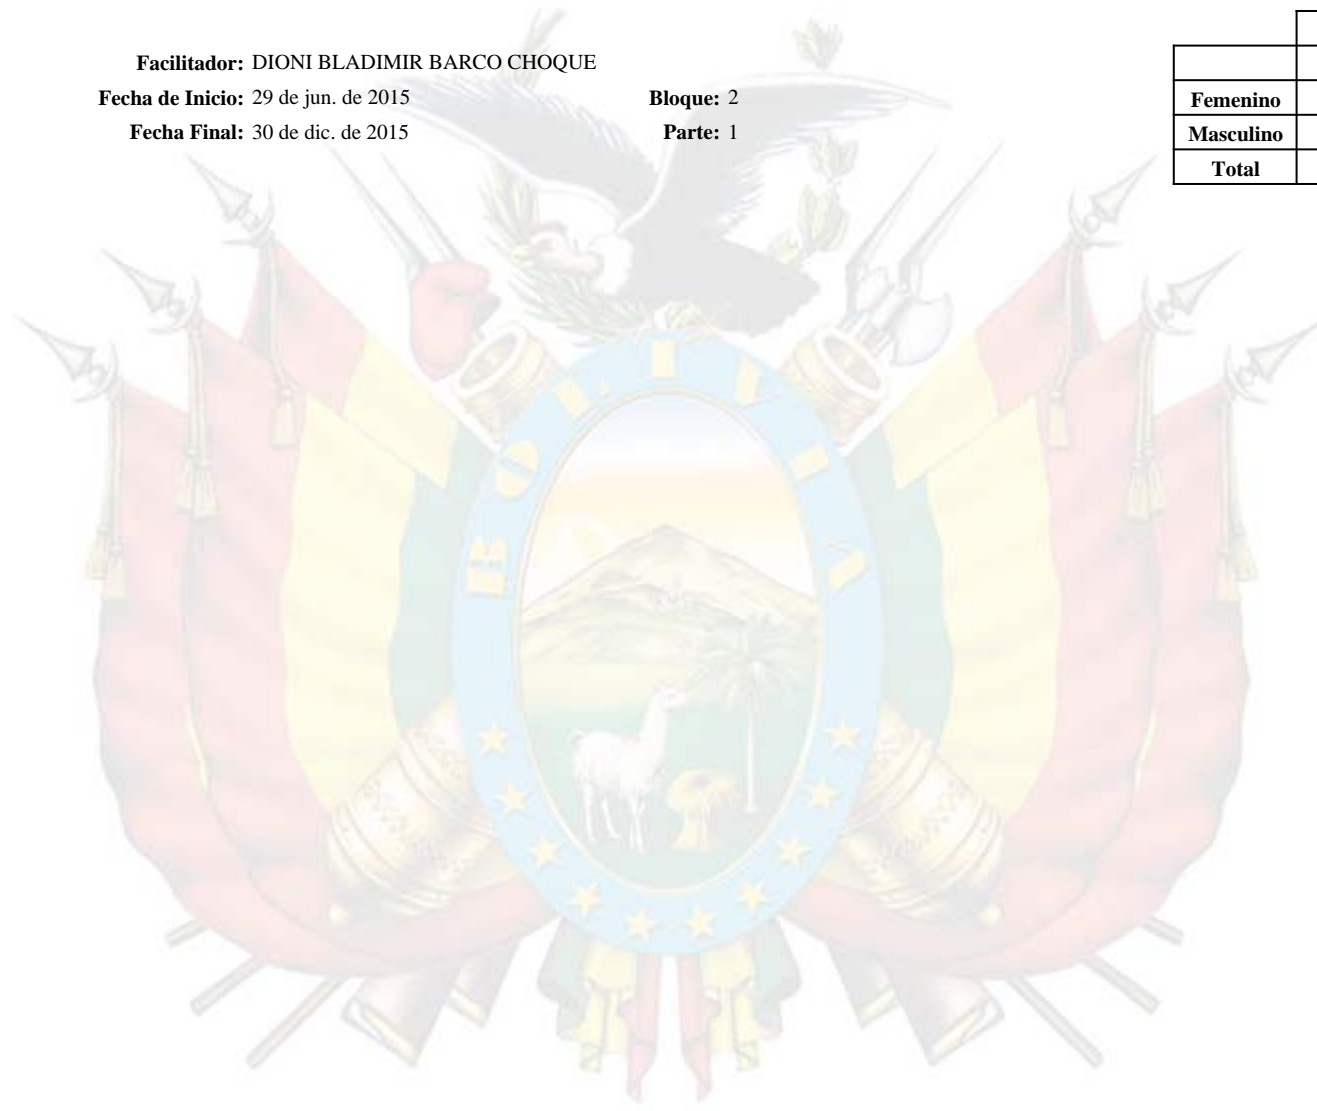 Facilitador: DIONI BLADIMIR BARCO CHOQUE
Fecha de Inicio: 29 de jun. de 2015 Bloque: 2
Fecha Final: 30 de dic. de 2015 Parte: 1
Femenino
Masculino
Total
BOLIVIA